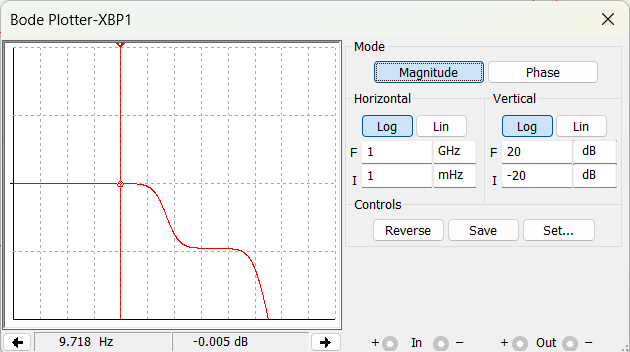 Bode Plotter-XBP1
Mode
Magnitude Phase
Horizontal Vertical
Log Lin Log Lin
F 1 GHz F 20 dB
I 1 mHz I -20 dB
Controls
Reverse Save Set...
9.718 Hz -0.005 dB + In − + Out −